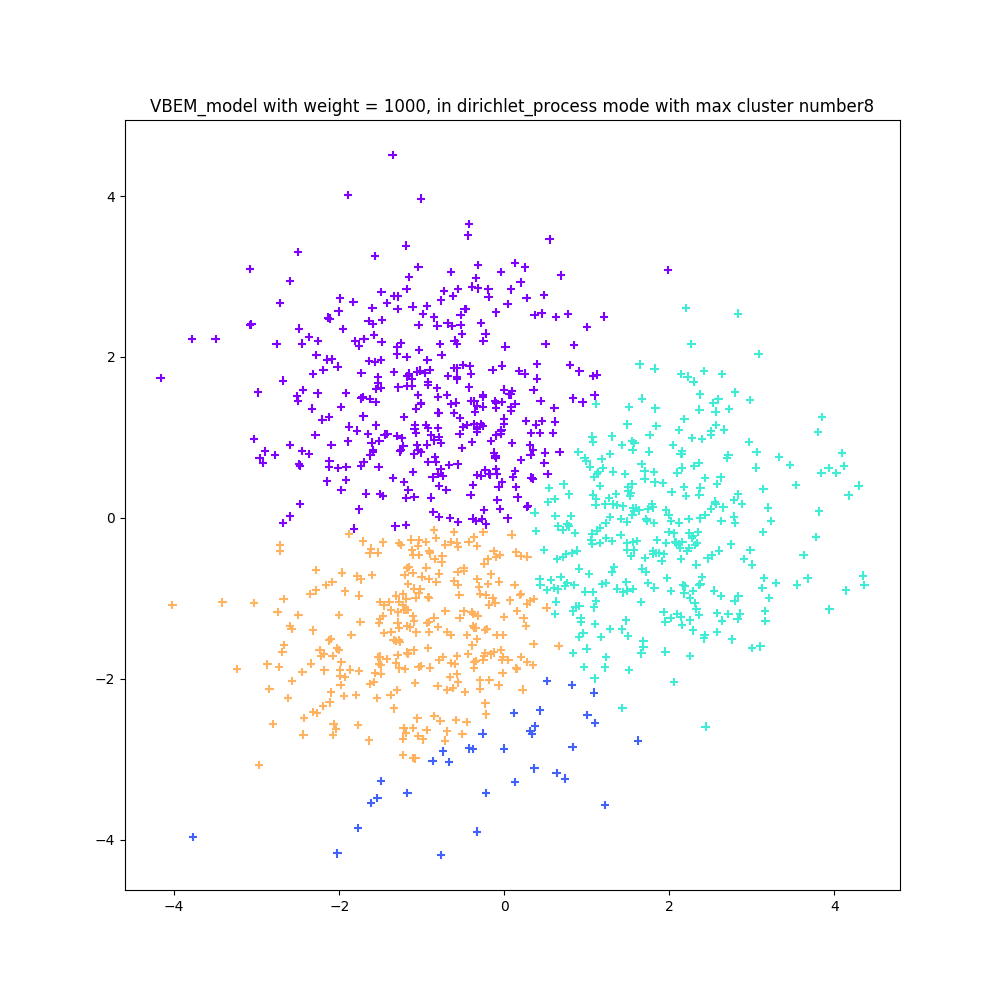 VBEM_model with weight = 1000, in dirichlet_process mode with max cluster number8
4
2
0
−2
−4
−4 −2 0 2 4